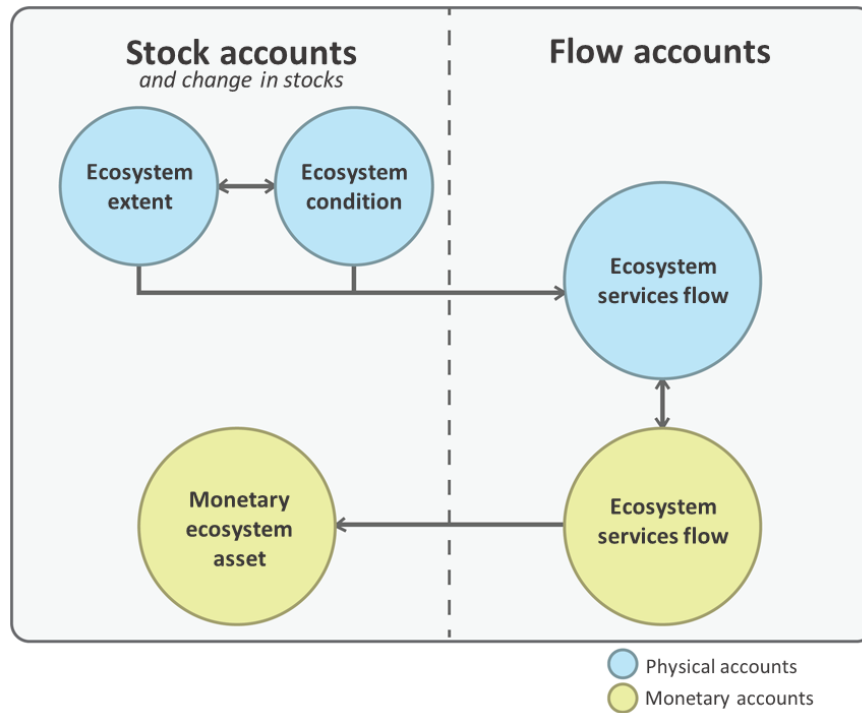 Stock accounts
and change in stocks
Flow accounts
Ecosystem
extent
Ecosystem
condition
Ecosystem
services flow
Monetary
ecosystem
asset
Ecosystem
services flow
Physical accounts
Monetary accounts